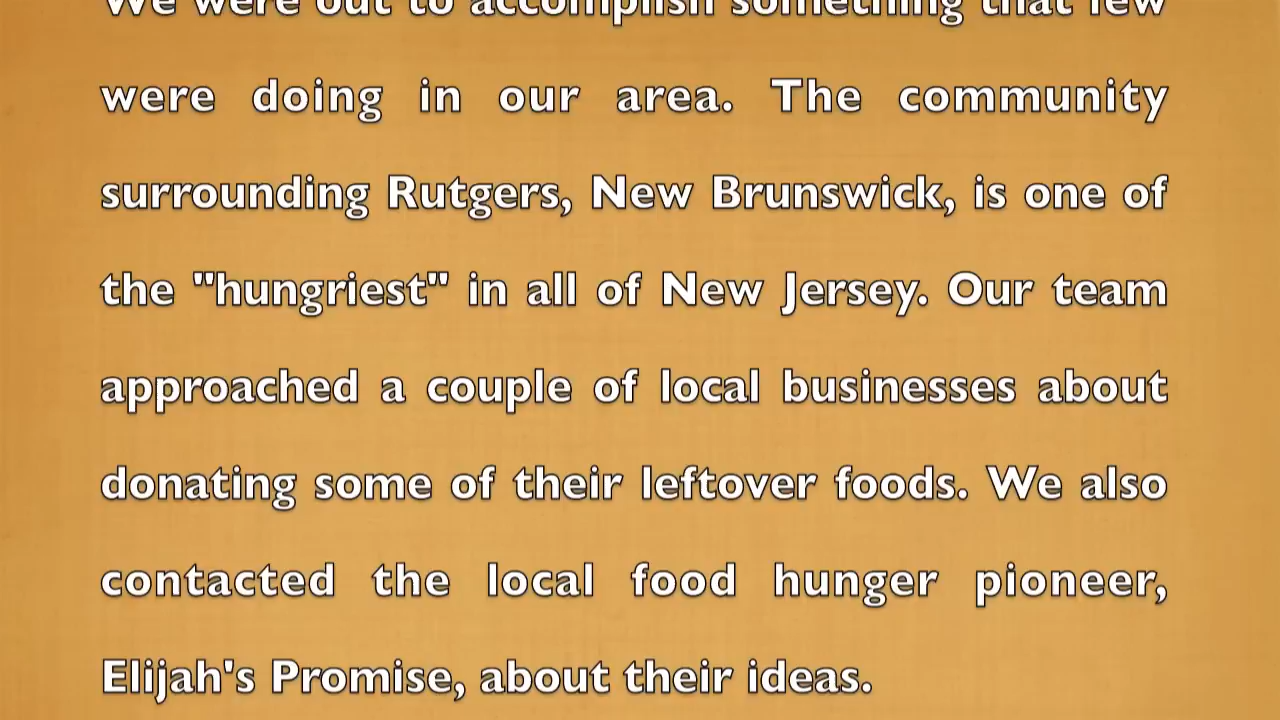 We were out to accomplish something that few
were doing in our area. The community
surrounding Rutgers, New Brunswick, is one of
the "hungriest" in all of New Jersey. Our team
approached a couple of local businesses about
donating some of their leftover foods. We also
contacted the local food hunger pioneer,
Elijah's Promise, about their ideas.